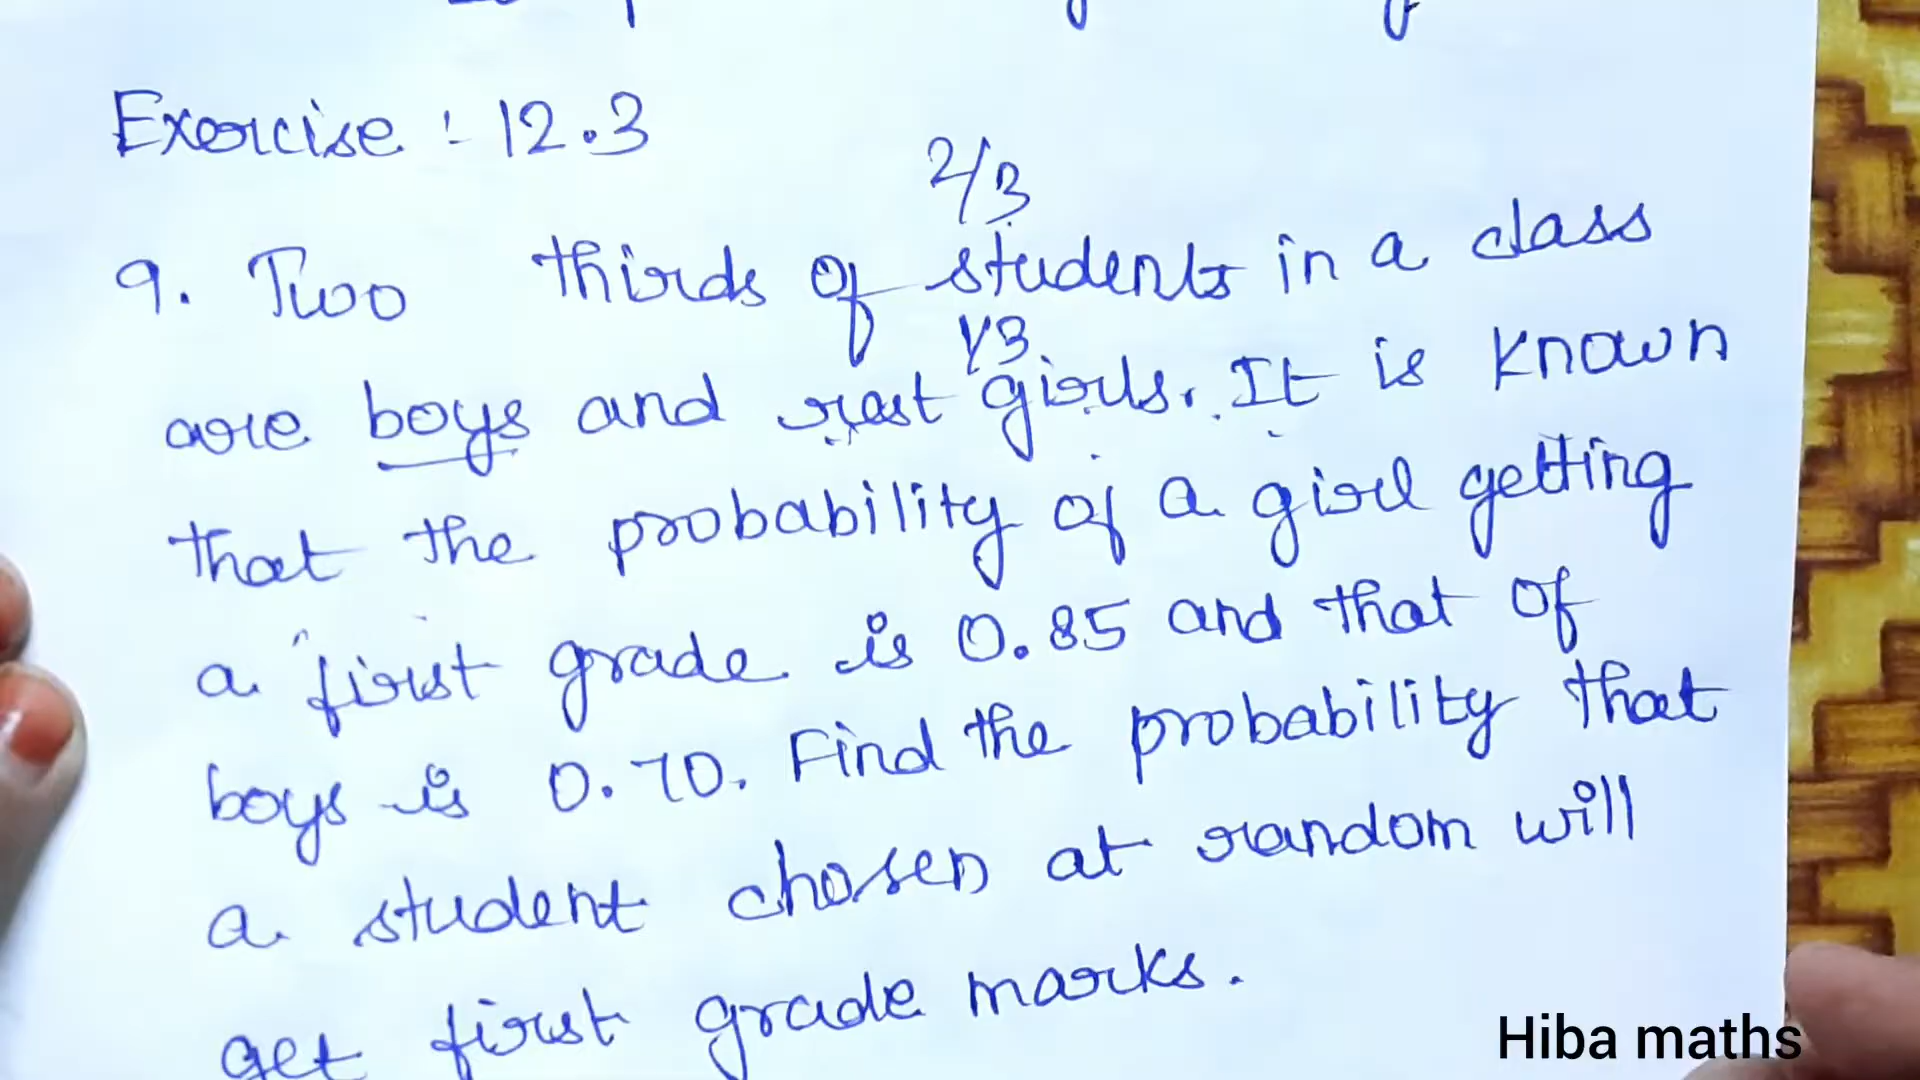 Exercise :- 12.3
2/3
9. Two thirds of students in a class
1/3
are boys and rest girls. It is known
that the probability of a girl getting
a first grade is 0.85 and that of
boys is 0.70. Find the probability that
a student chosen at random will
get first grade marks.
Hiba maths